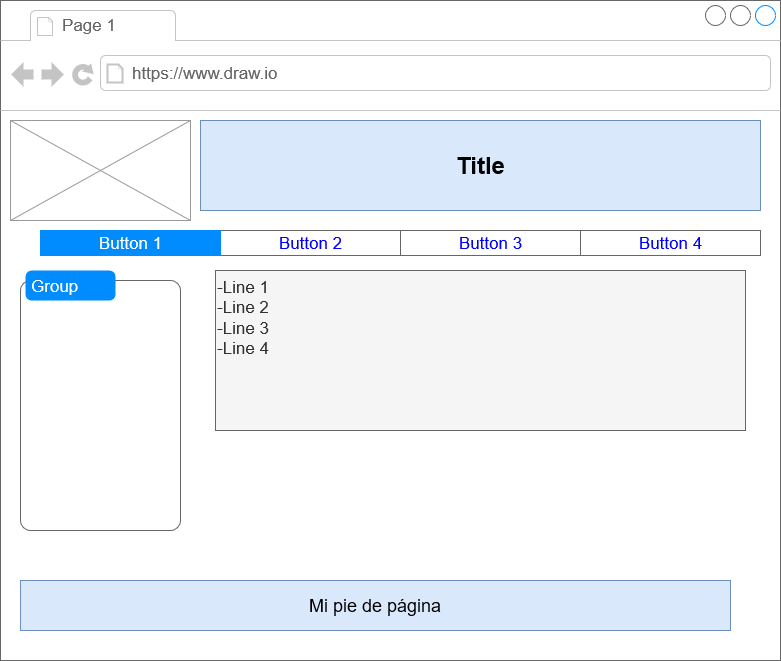 Page 1
https://www.draw.io
Title
Button 1
Button 2
Button 3
Button 4
Group
-Line 1
-Line 2
-Line 3
-Line 4
Mi pie de página